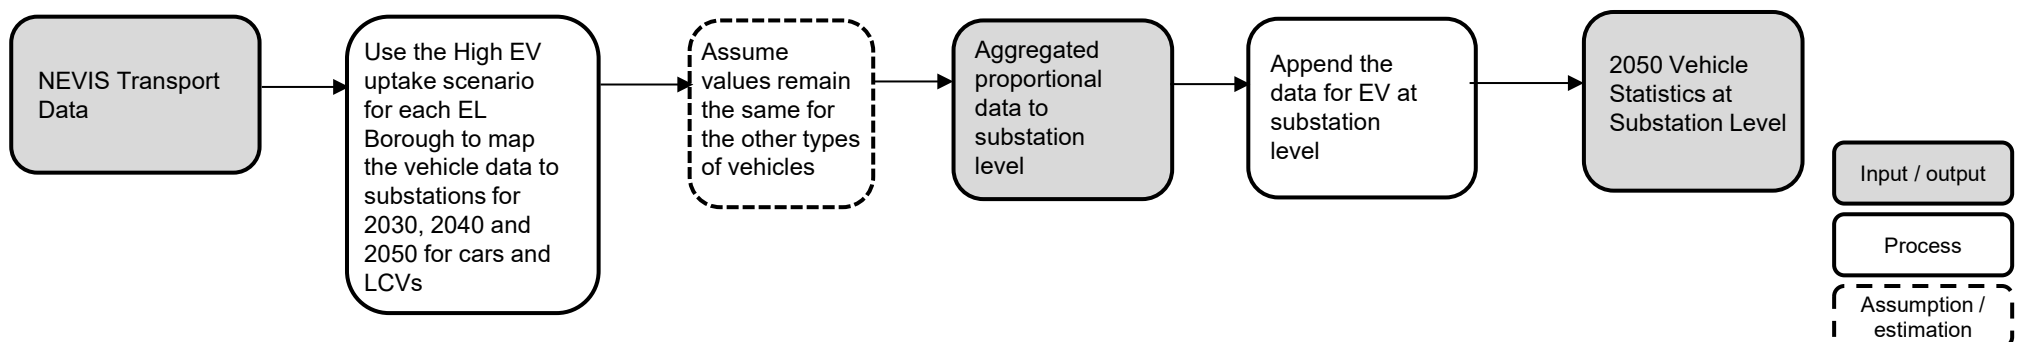 NEVIS Transport
Data
Use the High EV
uptake scenario
for each EL
Borough to map
the vehicle data to
substations for
2030, 2040 and
2050 for cars and
LCVs
Assume
values remain
the same for
the other types
of vehicles
Aggregated
proportional
data to
substation
level
Append the
data for EV at
substation
level
2050 Vehicle
Statistics at
Substation Level
Input / output
Process
Assumption /
estimation